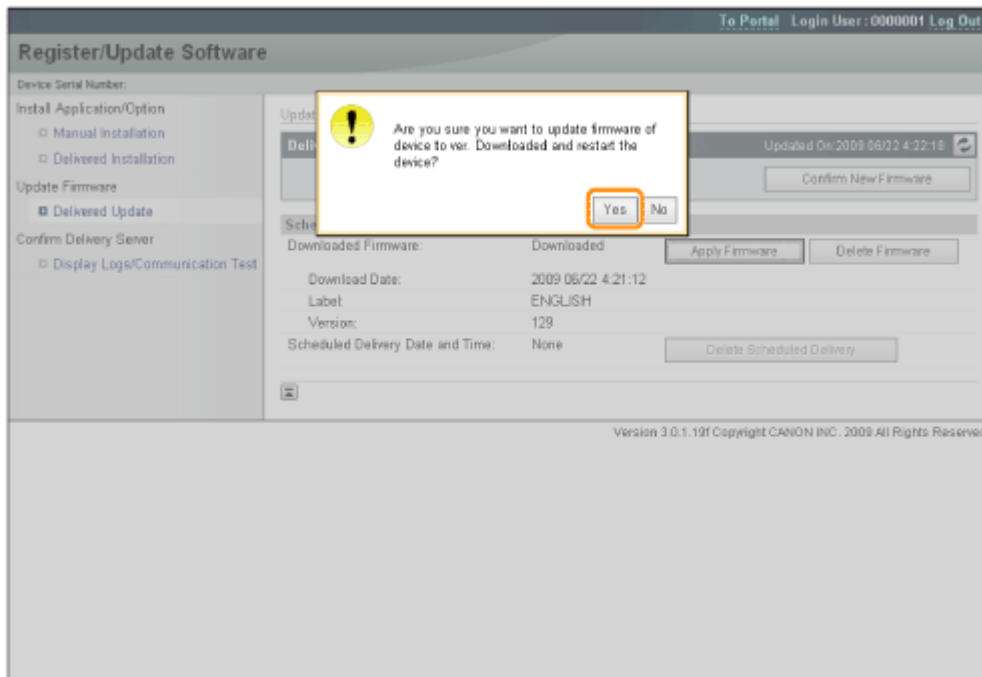 To Portal Login User : 0000001 Log Out
Register/Update Software
Device Serial Number:
Install Application/Option
Manual Installation
Delivered Installation
Update Firmware
Delivered Update
Confirm Delivery Server
Display Logs/Communication Test
Updat
Deli
Updated On:2009 06/22 4:22:18
Confirm New Firmware
Are you sure you want to update firmware of
device to ver. Downloaded and restart the
device?
Yes No
Sche
Downloaded Firmware: Downloaded Apply Firmware Delete Firmware
Download Date: 2009 06/22 4:21:12
Label: ENGLISH
Version: 129
Scheduled Delivery Date and Time: None Delete Scheduled Delivery
Version 3.0.1.19f Copyright CANON INC. 2009 All Rights Reserve